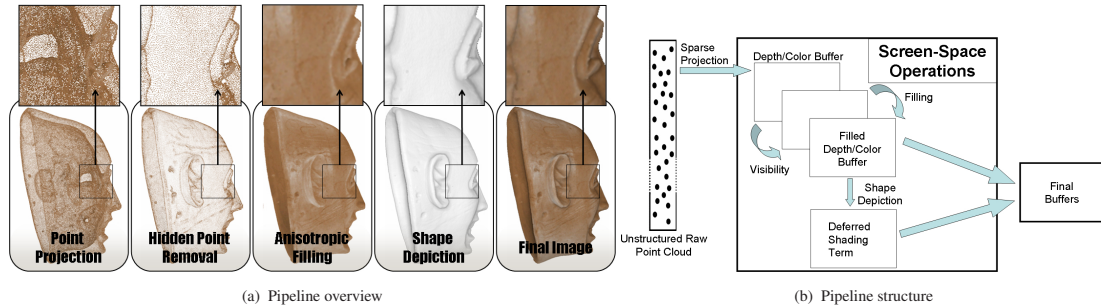 Point
Projection
Hidden Point
Removal
Anisotropic
Filling
Shape
Depiction
Final Image
(a) Pipeline overview
Sparse
Projection
Unstructured Raw
Point Cloud
Screen-Space
Operations
Depth/Color Buffer
Filling
Visibility
Filled
Depth/Color
Buffer
Shape
Depiction
Deferred
Shading
Term
Final
Buffers
(b) Pipeline structure